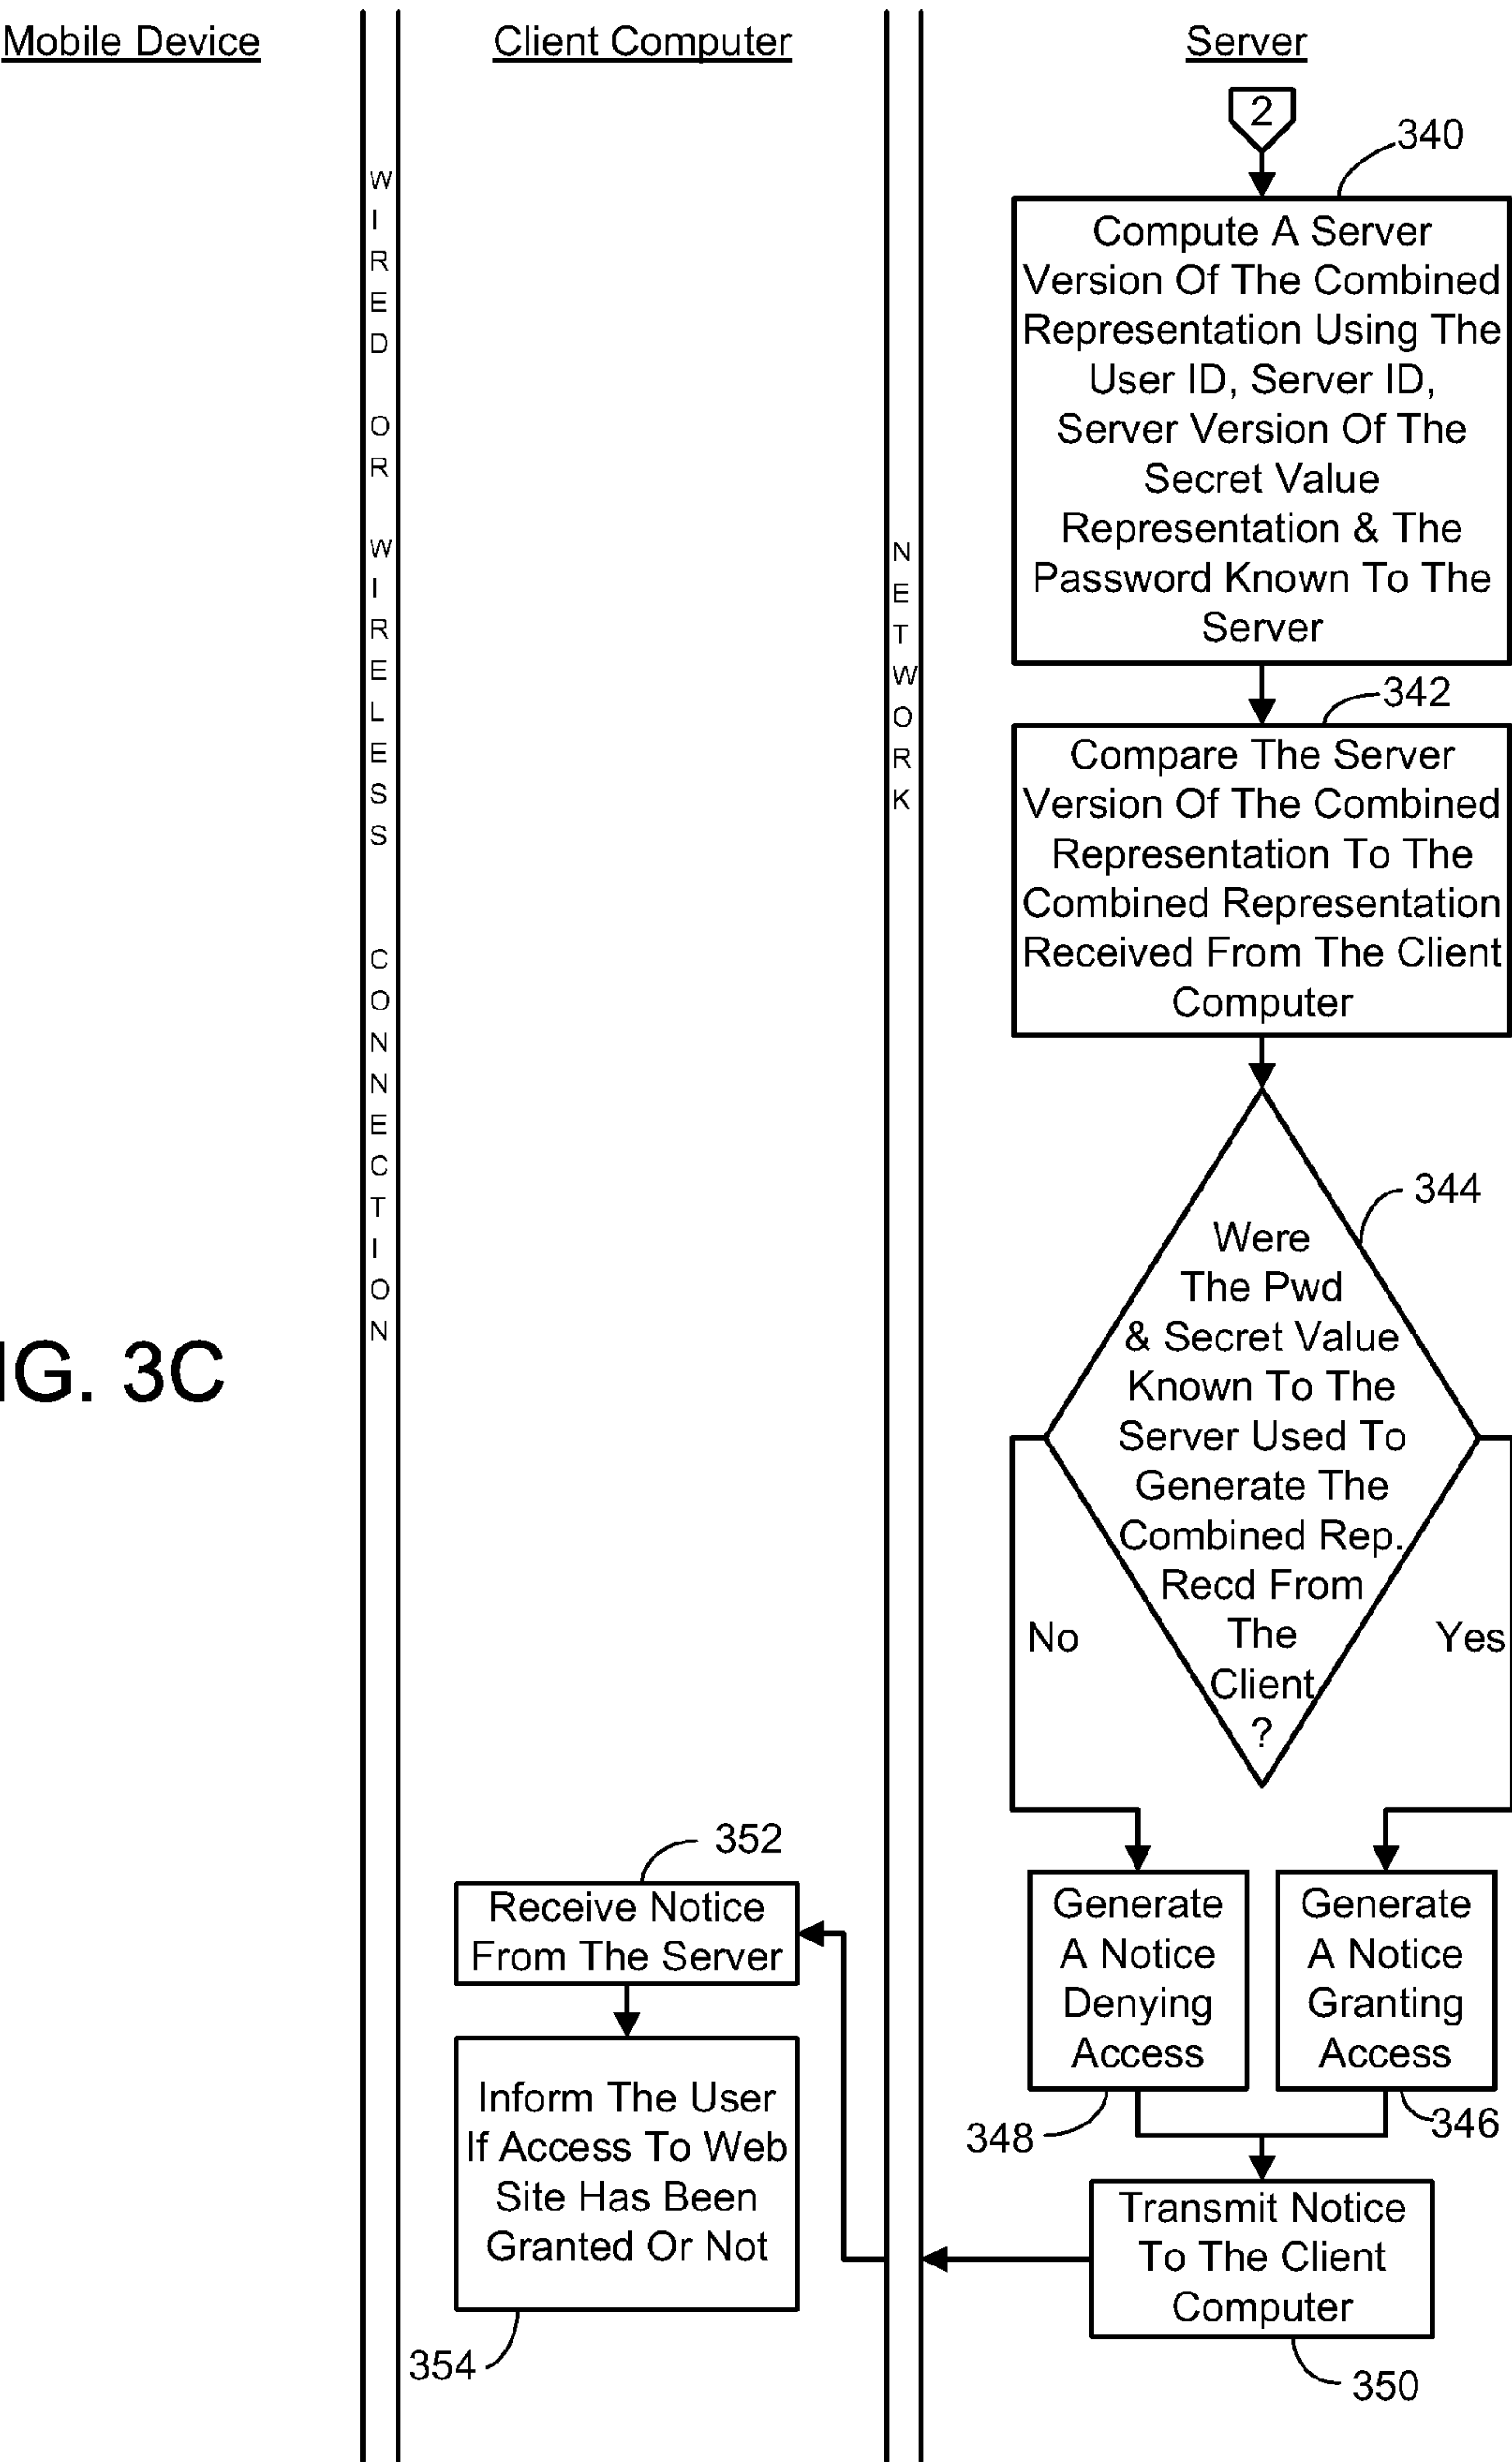 Mobile Device
Client Computer
Server
2
340
Compute A Server
Version Of The Combined
Representation Using The
User ID, Server ID,
Server Version Of The
Secret Value
Representation & The
Password Known To The
Server
342
Compare The Server
Version Of The Combined
Representation To The
Combined Representation
Received From The Client
Computer
344
Were
The Pwd
& Secret Value
Known To The
Server Used To
Generate The
Combined Rep.
Recd From
The
Client
?
No
Yes
WIRED OR WIRELESS CONNECTION
NETWORK
IG. 3C
352
Receive Notice
From The Server
Inform The User
If Access To Web
Site Has Been
Granted Or Not
354
Generate
A Notice
Denying
Access
348
Generate
A Notice
Granting
Access
346
Transmit Notice
To The Client
Computer
350